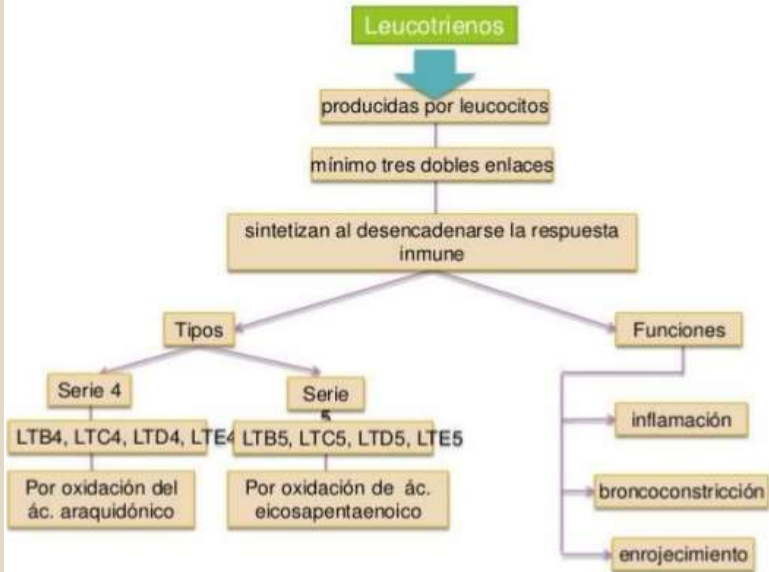 Leucotrienos
producidas por leucocitos
mínimo tres dobles enlaces
sintetizan al desencadenarse la respuesta
inmune
Tipos
Funciones
Serie 4
Serie
5
LTB4, LTC4, LTD4, LTE4
LTB5, LTC5, LTD5, LTE5
Por oxidación del
ác. araquidónico
Por oxidación de ác.
eicosapentaenoico
inflamación
broncoconstricción
enrojecimiento